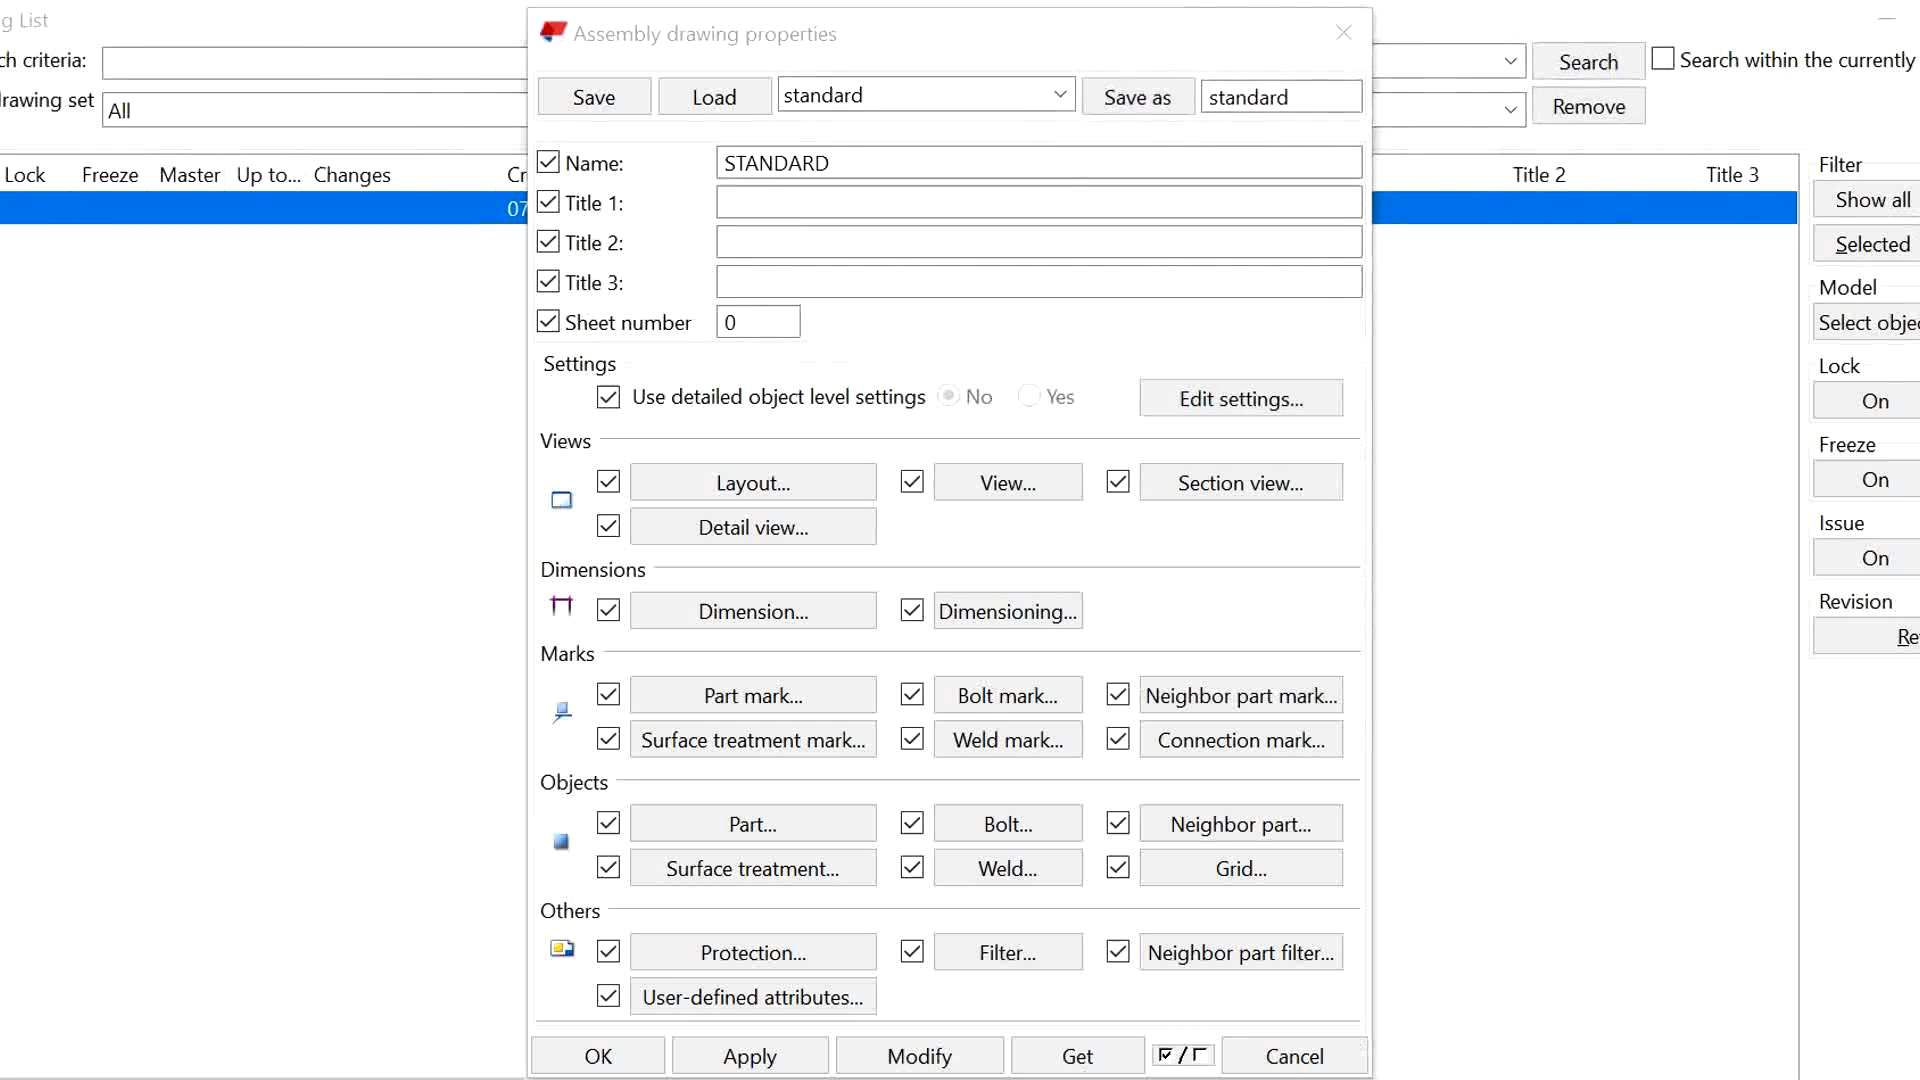 g List
Assembly drawing properties
ch criteria:
Search
Search within the currently
Save
Load
standard
Save as
standard
rawing set
All
Remove
Lock Freeze Master Up to... Changes Cr
Title 2 Title 3
07
Name: STANDARD
Title 1:
Title 2:
Title 3:
Sheet number 0
Settings
Use detailed object level settings No Yes Edit settings...
Views
Layout... View... Section view...
Detail view...
Dimensions
Dimension... Dimensioning...
Marks
Part mark... Bolt mark... Neighbor part mark...
Surface treatment mark... Weld mark... Connection mark...
Objects
Part... Bolt... Neighbor part...
Surface treatment... Weld... Grid...
Others
Protection... Filter... Neighbor part filter...
User-defined attributes...
OK Apply Modify Get / Cancel
Filter
Show all
Selected
Model
Select objec
Lock
On
Freeze
On
Issue
On
Revision
Re